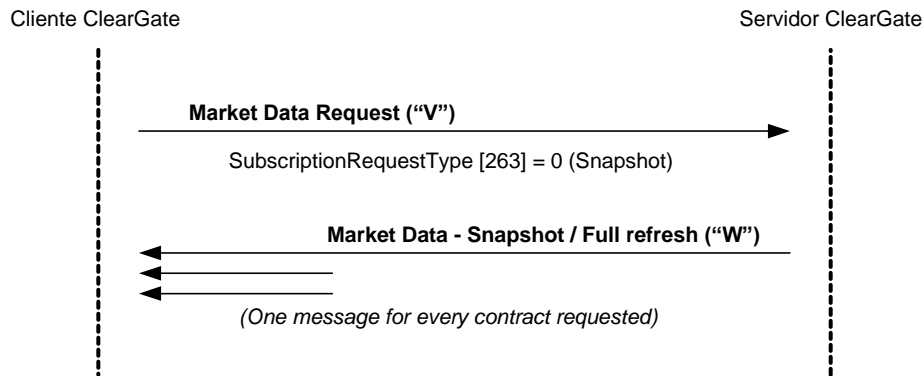 Cliente ClearGate
Servidor ClearGate
Market Data Request (“V”)
SubscriptionRequestType [263] = 0 (Snapshot)
Market Data - Snapshot / Full refresh (“W”)
(One message for every contract requested)